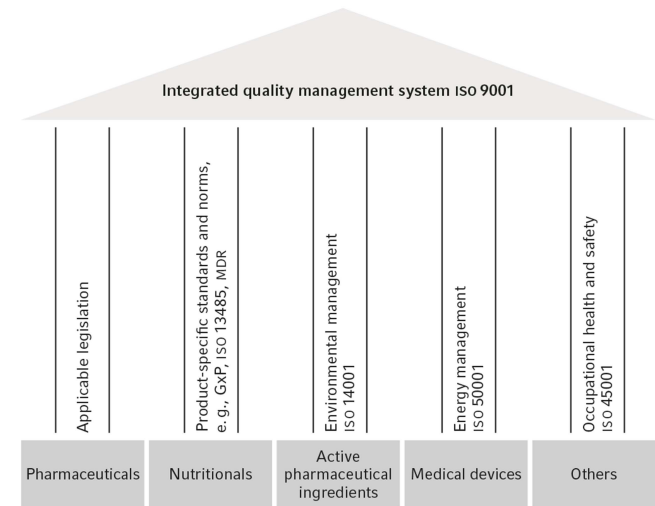 Integrated quality management system ISO 9001
Applicable legislation
Product-specific standards and norms,
e. g., GxP, ISO 13485, MDR
Environmental management
ISO 14001
Energy management
ISO 50001
Occupational health and safety
ISO 45001
Pharmaceuticals
Nutritionals
Active
pharmaceutical
ingredients
Medical devices
Others